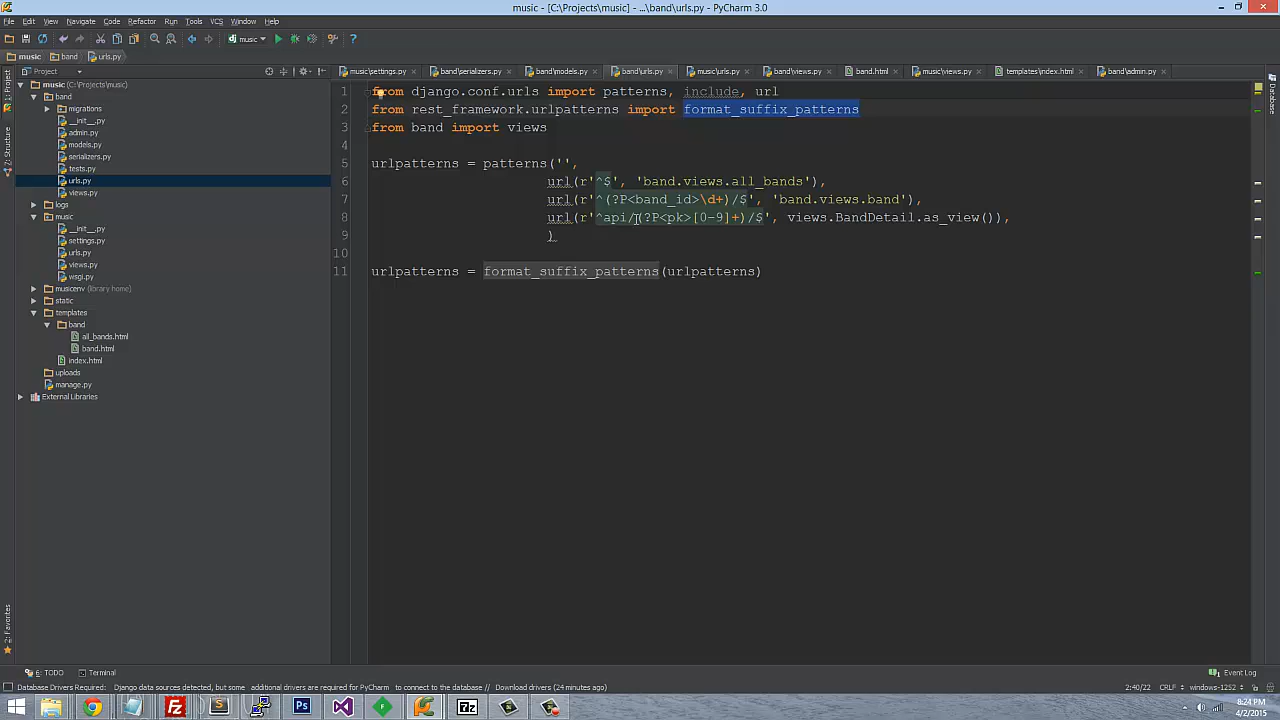 music - [C:\Projects\music] - ...\band\urls.py - PyCharm 3.0
File Edit View Navigate Code Refactor Run Tools VCS Window Help
music
music band urls.py
Project
music\settings.py band\serializers.py band\models.py band\urls.py music\urls.py band\views.py band.html music\views.py templates\index.html band\admin.py
1: Project
2: Structure
2: Favorites
Database
music (C:\Projects\music)
band
migrations
__init__.py
admin.py
models.py
serializers.py
tests.py
urls.py
views.py
logs
music
__init__.py
settings.py
urls.py
views.py
wsgi.py
musicenv (library home)
static
templates
band
all_bands.html
band.html
index.html
uploads
manage.py
External Libraries
1 from django.conf.urls import patterns, include, url
2 from rest_framework.urlpatterns import format_suffix_patterns
3 from band import views
4
5 urlpatterns = patterns('',
6 url(r'^$', 'band.views.all_bands'),
7 url(r'^(?P<band_id>\d+)/$', 'band.views.band'),
8 url(r'^api/(?P<pk>[0-9]+)/$', views.BandDetail.as_view()),
9 )
10
11 urlpatterns = format_suffix_patterns(urlpatterns)
6: TODO Terminal Event Log
Database Drivers Required: Django data sources detected, but some additional drivers are required for PyCharm to connect to the database // Download drivers (24 minutes ago) 2:40/22 CRLF windows-1252
8:24 PM
4/2/2015